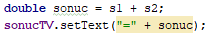 double sonuc = s1 + s2;
sonucTV.setText("=" + sonuc);